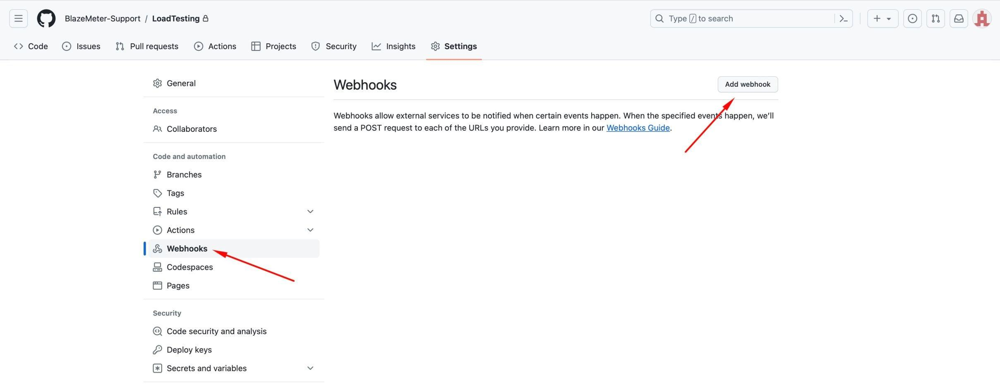 BlazeMeter-Support / LoadTesting
Type / to search
Code Issues Pull requests Actions Projects Security Insights Settings
General
Access
Collaborators
Code and automation
Branches
Tags
Rules
Actions
Webhooks
Codespaces
Pages
Security
Code security and analysis
Deploy keys
Secrets and variables
Webhooks
Add webhook
Webhooks allow external services to be notified when certain events happen. When the specified events happen, we’ll
send a POST request to each of the URLs you provide. Learn more in our Webhooks Guide.